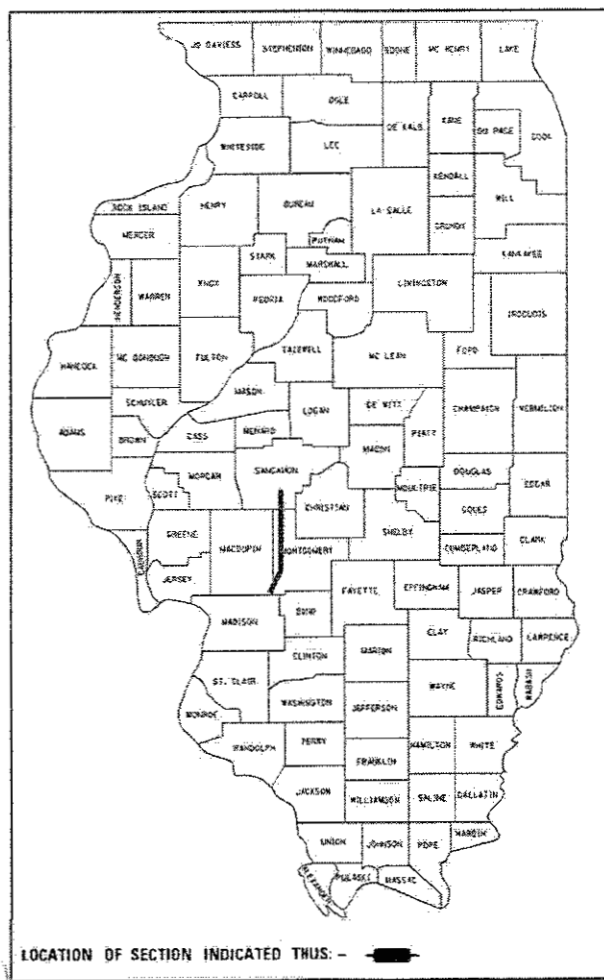 JO DAVIESS STEPHENSON WINNEBAGO BOONE MC HENRY LAKE
CARROLL OGLE DE KALB KANE DU PAGE COOK
WHITESIDE LEE
KENDALL
ROCK ISLAND HENRY BUREAU LA SALLE GRUNDY WILL
MERCER PUTNAM
STARK MARSHALL KANKAKEE
HENDERSON WARREN KNOX PEORIA WOODFORD LIVINGSTON IROQUOIS
HANCOCK MC DONOUGH FULTON TAZEWELL MC LEAN FORD
SCHUYLER MASON LOGAN DE WITT CHAMPAIGN VERMILION
ADAMS BROWN CASS MENARD MACON PIATT
PIKE SCOTT MORGAN SANGAMON CHRISTIAN MOULTRIE DOUGLAS EDGAR
COLES
GREENE MACOUPIN MONTGOMERY SHELBY CUMBERLAND CLARK
CALHOUN JERSEY FAYETTE EFFINGHAM JASPER CRAWFORD
MADISON BOND CLAY RICHLAND LAWRENCE
CLINTON MARION
ST. CLAIR WASHINGTON WAYNE EDWARDS WABASH
MONROE JEFFERSON
RANDOLPH PERRY HAMILTON WHITE
FRANKLIN
JACKSON WILLIAMSON SALINE GALLATIN
UNION JOHNSON POPE HARDIN
ALEXANDER PULASKI MASSAC
LOCATION OF SECTION INDICATED THUS: -